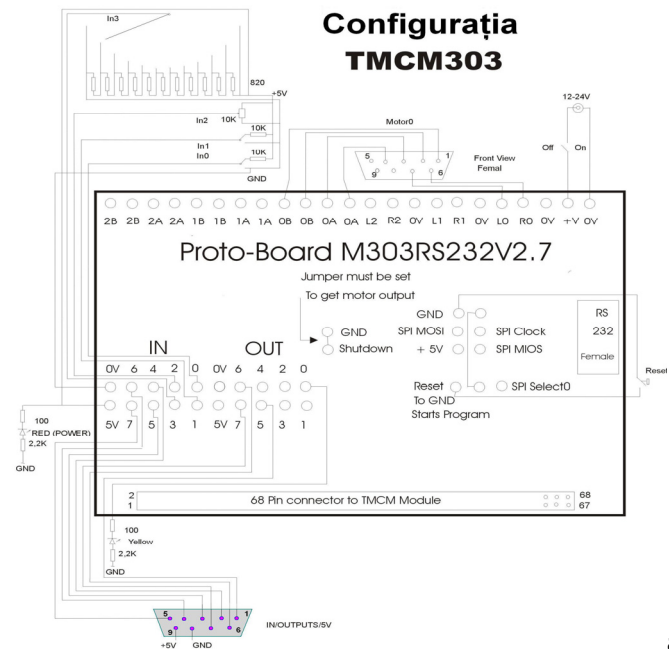 Configurația
TMCM303
In3
820
+5V
In2
10K
10K
In1
10K
In0
GND
Motor0
5
1
9
6
Front View
Femal
12-24V
Off
On
2B 2B 2A 2A 1B 1B 1A 1A 0B 0B 0A 0A L2 R2 0V L1 R1 0V L0 R0 0V +V 0V
Proto-Board M303RS232V2.7
Jumper must be set
To get motor output
GND
Shutdown
GND
SPI MOSI
SPI Clock
+ 5V
SPI MIOS
Reset
SPI Select0
To GND
Starts Program
RS
232
Female
Reset
IN
OUT
0V 6 4 2 0 0V 6 4 2 0
5V 7 5 3 1 5V 7 5 3 1
100
RED (POWER)
2,2K
GND
2
1
68 Pin connector to TMCM Module
68
67
100
Yellow
2,2K
GND
5
1
9
6
IN/OUTPUTS/5V
+5V
GND